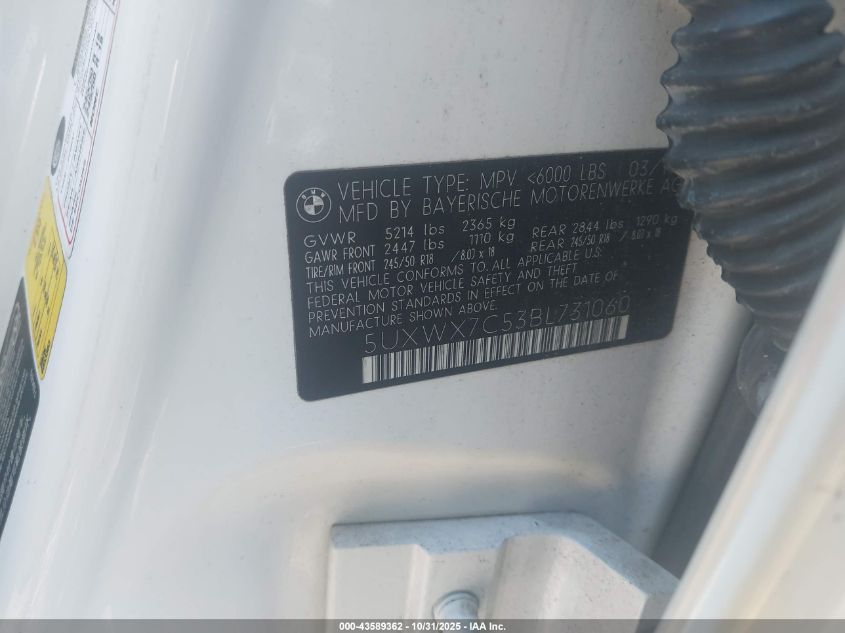 BMW
VEHICLE TYPE: MPV <6000 LBS 03/
MFD BY BAYERISCHE MOTORENWERKE AG
GVWR 5214 lbs 2365 kg
GAWR FRONT 2447 lbs 1110 kg REAR 2844 lbs 1290 kg
TIRE/RIM FRONT 245/50 R18 / 8.0J x 18 REAR 245/50 R18 / 8.0J x 18
THIS VEHICLE CONFORMS TO ALL APPLICABLE U.S.
FEDERAL MOTOR VEHICLE SAFETY AND THEFT
PREVENTION STANDARDS IN EFFECT ON THE DATE OF
MANUFACTURE SHOWN ABOVE.
5UXWX7C53BL731060
000-43589362 - 10/31/2025 - IAA Inc.